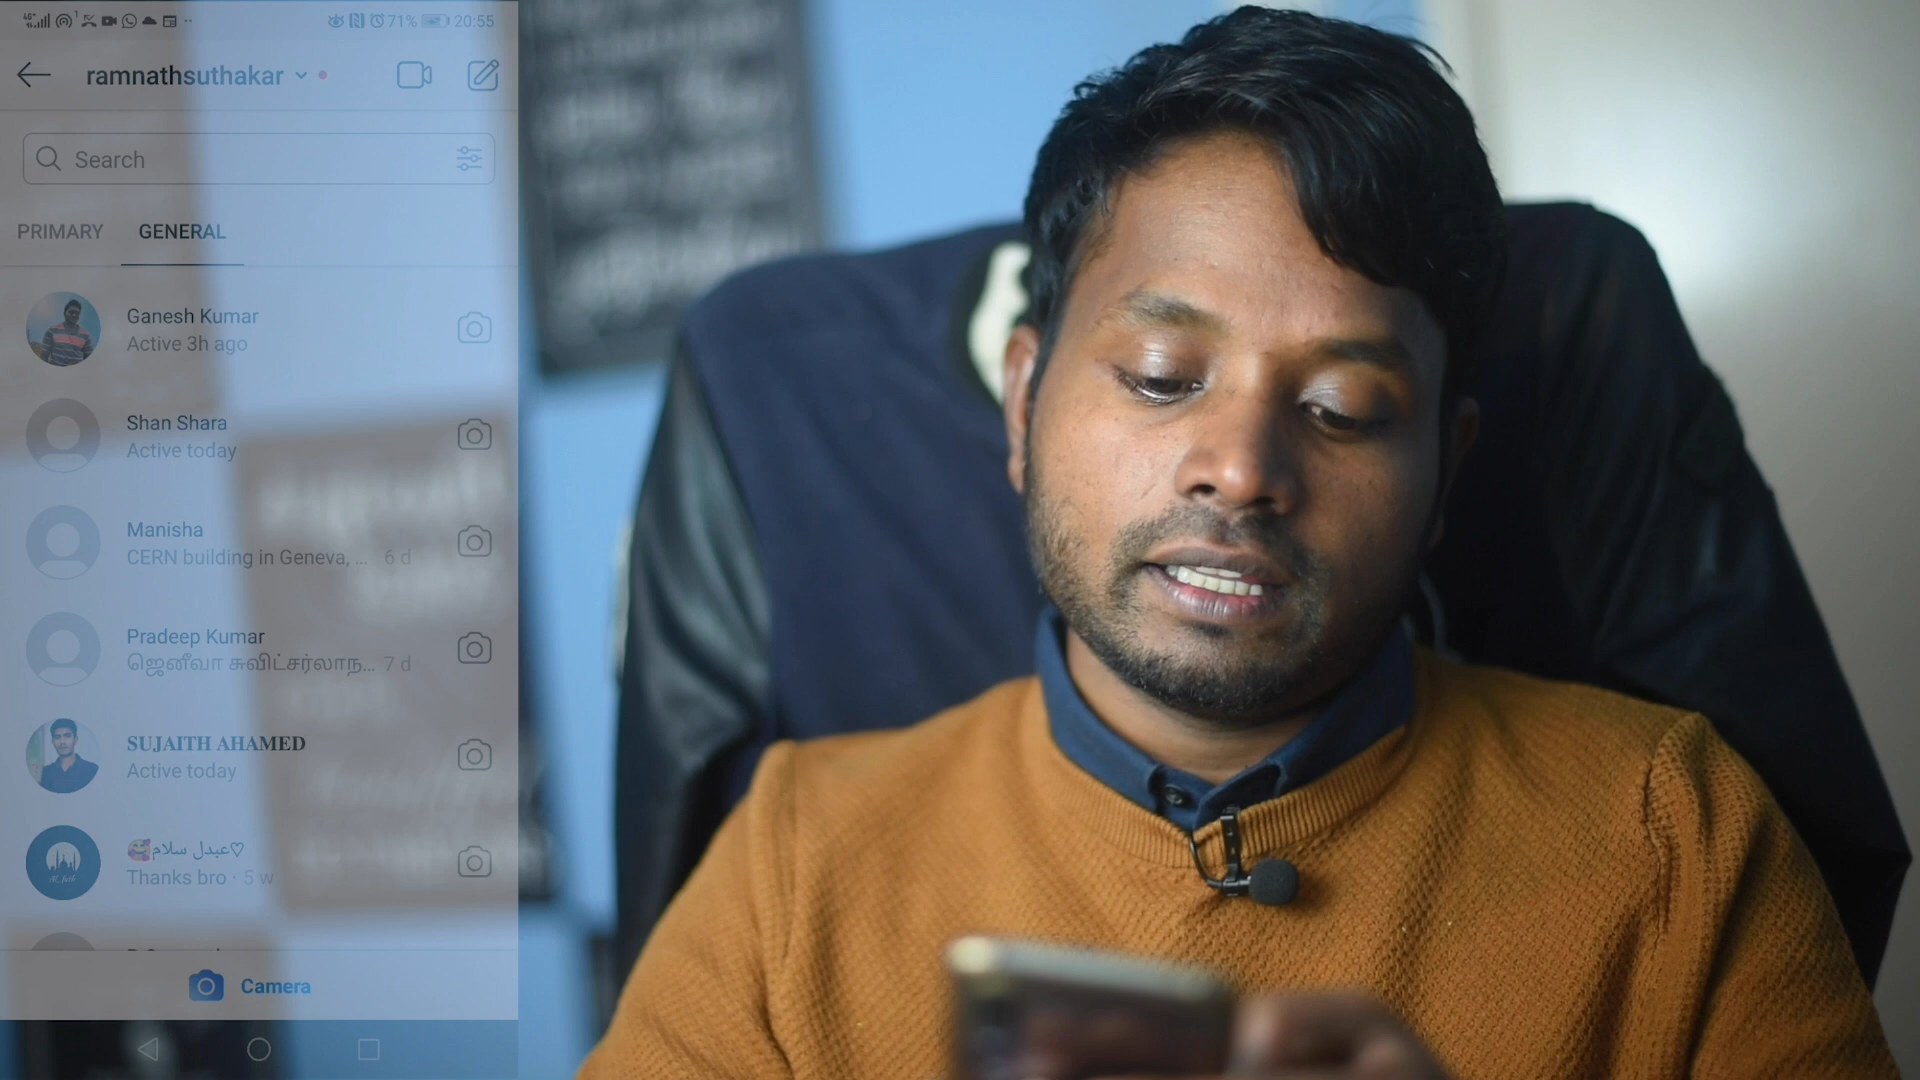 71% 20:55
ramnathsuthakar
Search
PRIMARY GENERAL
Ganesh Kumar
Active 3h ago
Shan Shara
Active today
Manisha
CERN building in Geneva, ... 6 d
Pradeep Kumar
ஜெனீவா சுவிட்சர்லாந... 7 d
SUJAITH AHAMED
Active today
🥰عبدل سلام♡
Thanks bro · 5 w
Camera